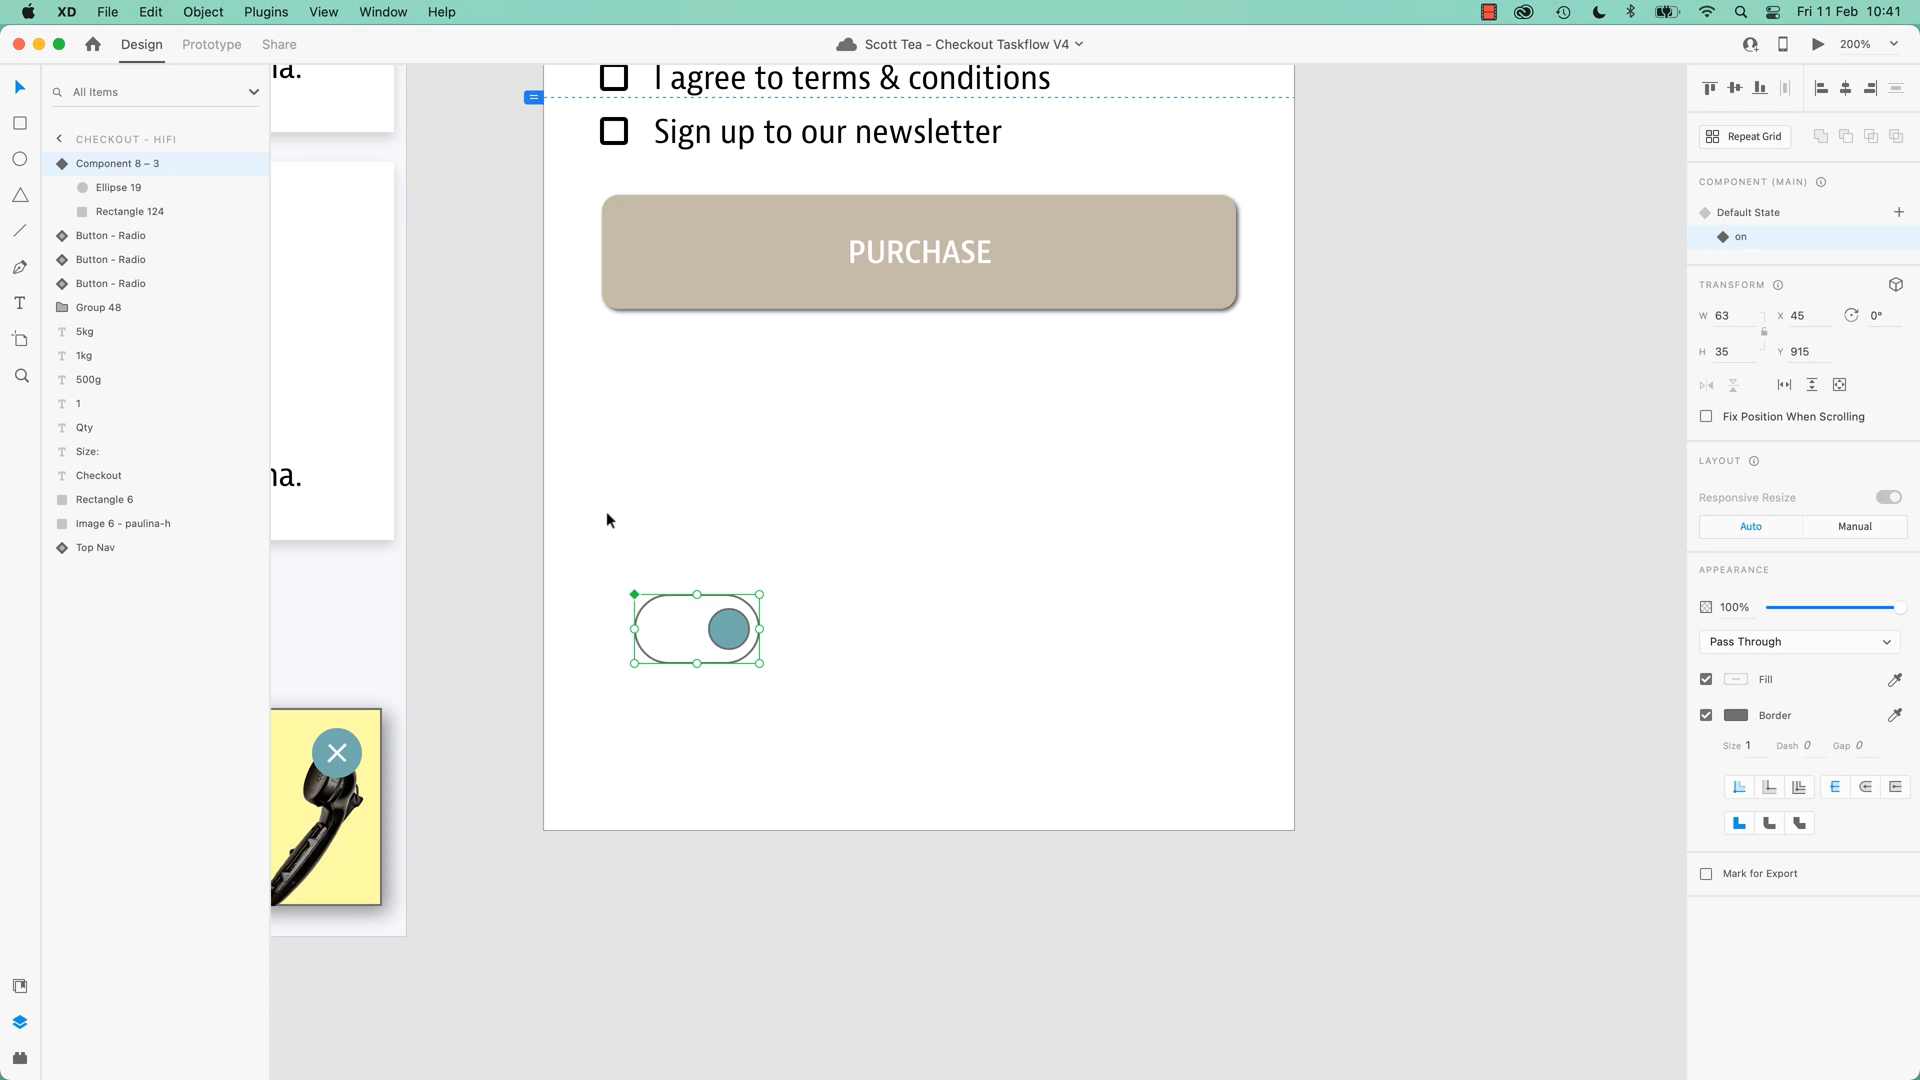 XD File Edit Object Plugins View Window Help
Fri 11 Feb 10:41
Design Prototype Share
Scott Tea - Checkout Taskflow V4
200%
All Items
CHECKOUT - HIFI
Component 8 – 3
Ellipse 19
Rectangle 124
Button - Radio
Button - Radio
Button - Radio
Group 48
5kg
1kg
500g
1
Qty
Size:
Checkout
Rectangle 6
Image 6 - paulina-h
Top Nav
na.
I agree to terms & conditions
Sign up to our newsletter
PURCHASE
Repeat Grid
COMPONENT (MAIN)
Default State
on
TRANSFORM
W 63 X 45 0°
H 35 Y 915
Fix Position When Scrolling
LAYOUT
Responsive Resize
Auto Manual
APPEARANCE
100%
Pass Through
Fill
Border
Size 1 Dash 0 Gap 0
Mark for Export